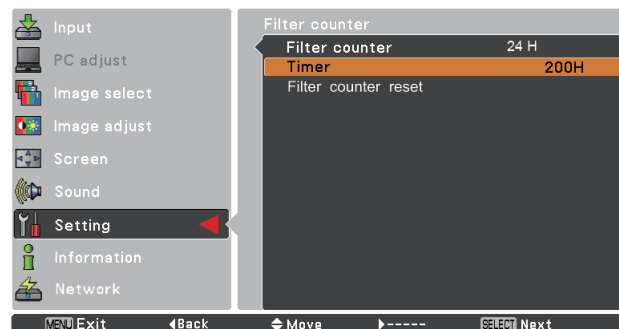 Input
PC adjust
Image select
Image adjust
Screen
Sound
Setting
Information
Network
Filter counter
Filter counter 24 H
Timer 200H
Filter counter reset
MENU Exit ◀Back ◆Move ▶----- SELECT Next